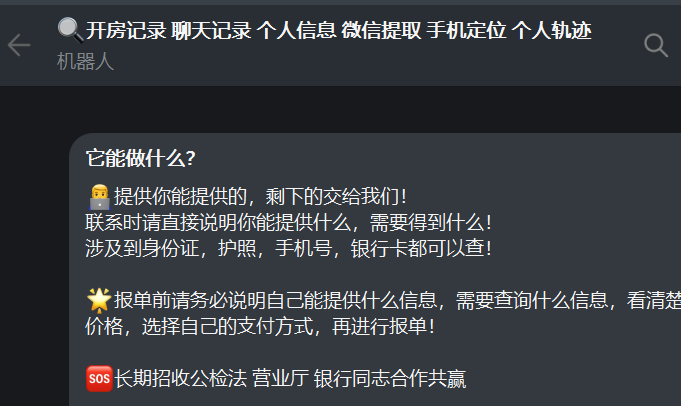 开房记录 聊天记录 个人信息 微信提取 手机定位 个人轨迹
机器人
它能做什么？
提供你能提供的，剩下的交给我们！
联系时请直接说明你能提供什么，需要得到什么！
涉及到身份证，护照，手机号，银行卡都可以查！
报单前请务必说明自己能提供什么信息，需要查询什么信息，看清楚
价格，选择自己的支付方式，再进行报单！
SOS长期招收公检法 营业厅 银行同志合作共赢